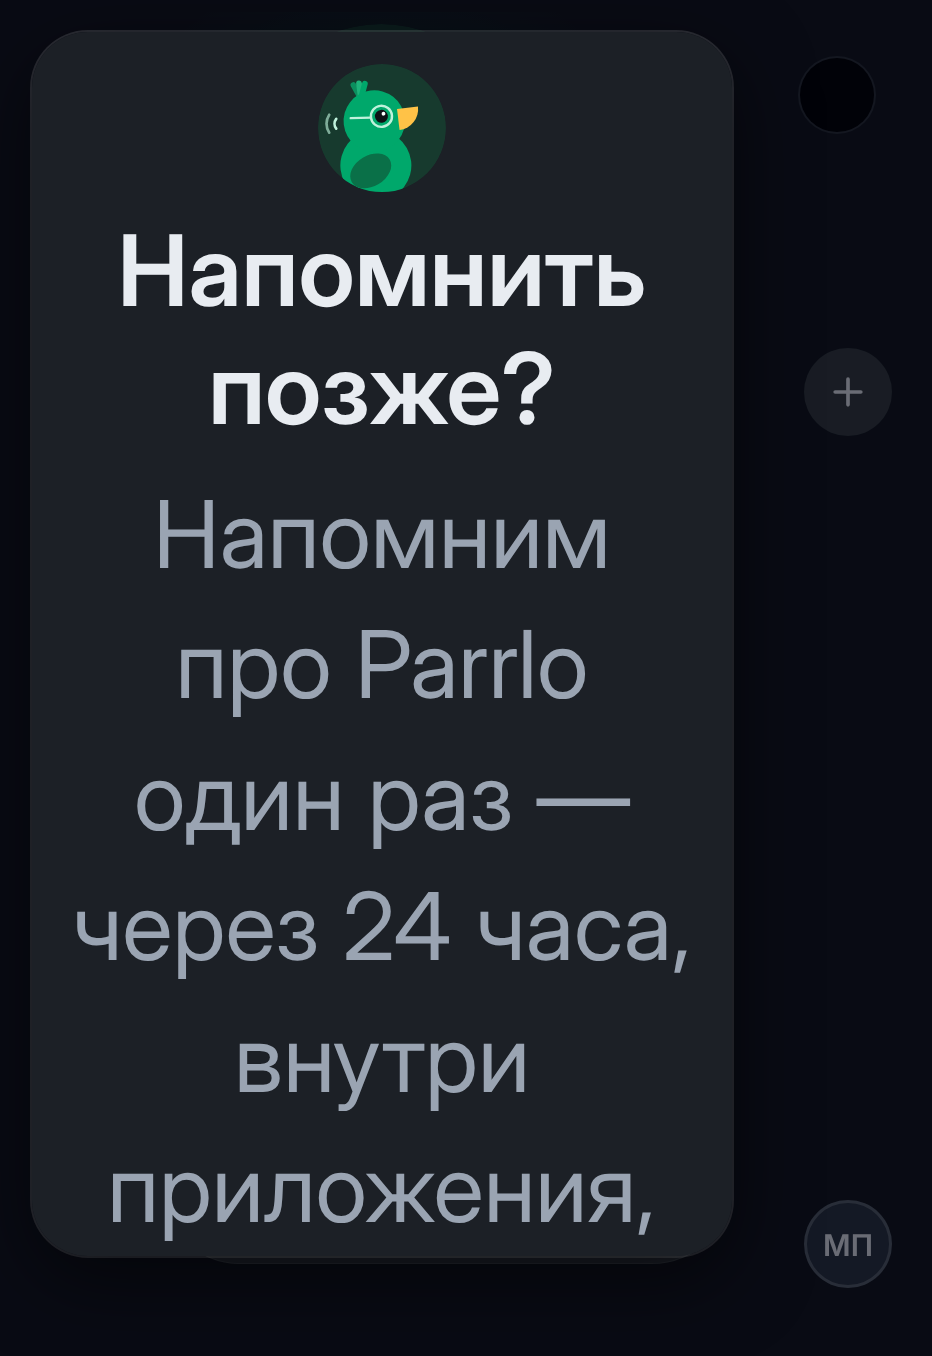 Напомнить
позже?
Напомним
про Parrlo
один раз —
через 24 часа,
внутри
приложения,
МП